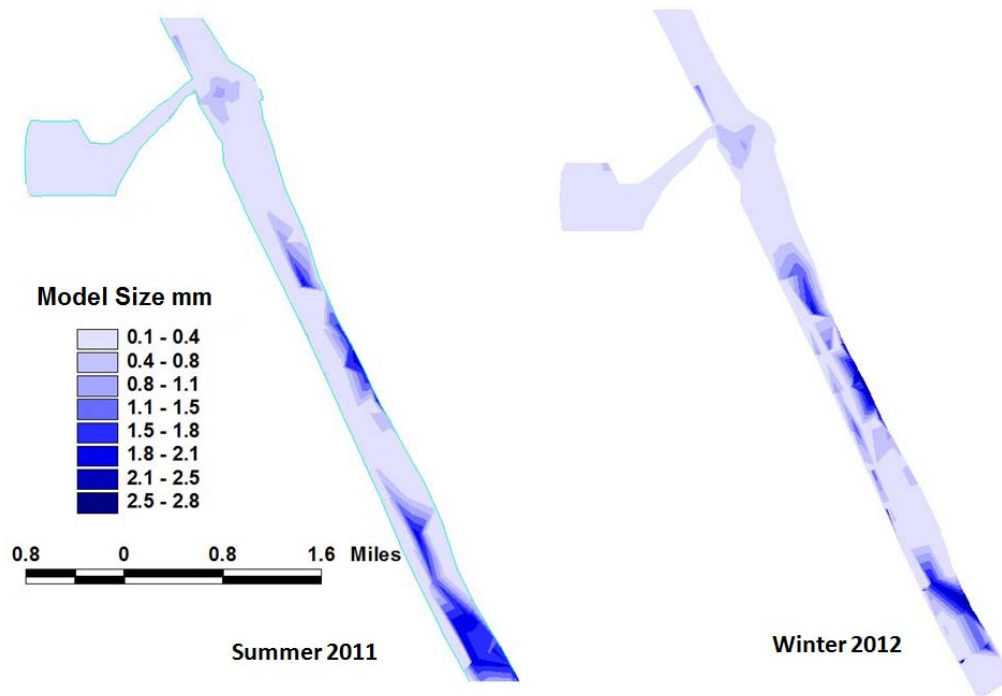 Model Size mm
0.1 - 0.4
0.4 - 0.8
0.8 - 1.1
1.1 - 1.5
1.5 - 1.8
1.8 - 2.1
2.1 - 2.5
2.5 - 2.8
0.8 0 0.8 1.6 Miles
Summer 2011
Winter 2012